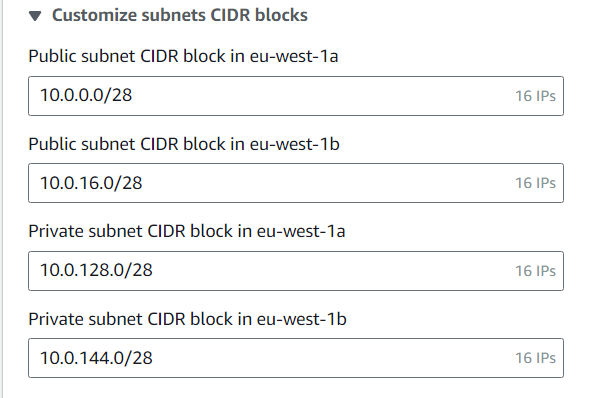 Customize subnets CIDR blocks
Public subnet CIDR block in eu-west-1a
10.0.0.0/28 16 IPs
Public subnet CIDR block in eu-west-1b
10.0.16.0/28 16 IPs
Private subnet CIDR block in eu-west-1a
10.0.128.0/28 16 IPs
Private subnet CIDR block in eu-west-1b
10.0.144.0/28 16 IPs